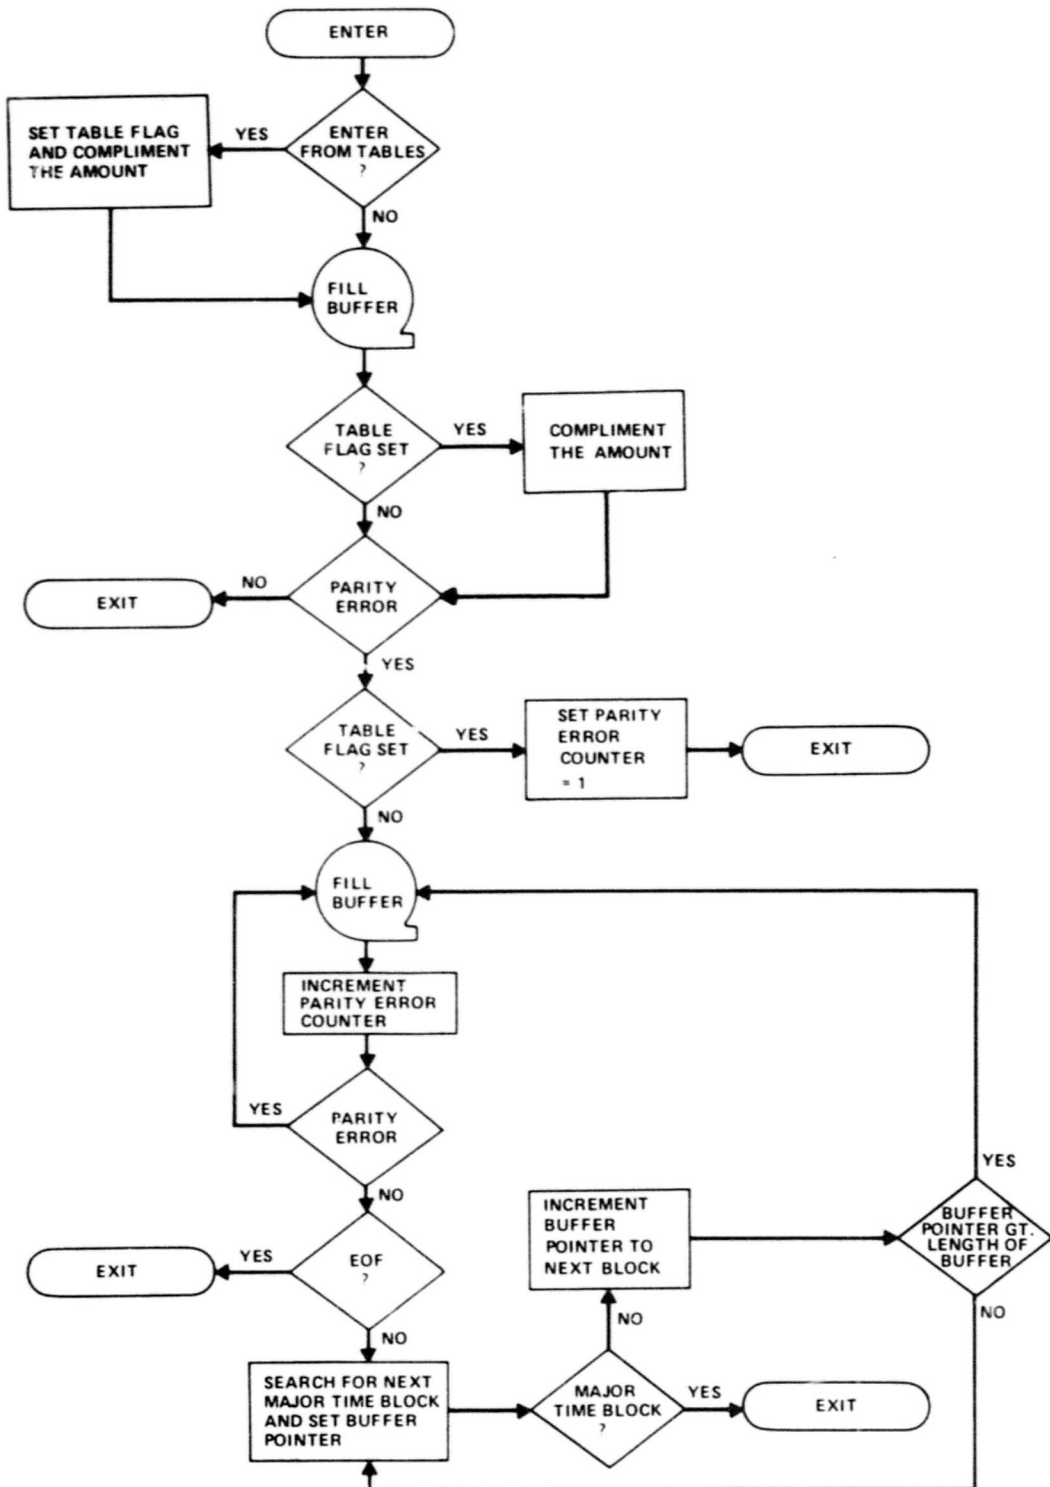 ENTER
ENTER
FROM TABLES
?
YES
SET TABLE FLAG
AND COMPLIMENT
THE AMOUNT
NO
FILL
BUFFER
TABLE
FLAG SET
?
YES
COMPLIMENT
THE AMOUNT
NO
PARITY
ERROR
NO
EXIT
YES
TABLE
FLAG SET
?
YES
SET PARITY
ERROR
COUNTER
= 1
EXIT
NO
FILL
BUFFER
INCREMENT
PARITY ERROR
COUNTER
PARITY
ERROR
YES
NO
EOF
?
YES
EXIT
NO
SEARCH FOR NEXT
MAJOR TIME BLOCK
AND SET BUFFER
POINTER
MAJOR
TIME BLOCK
?
YES
EXIT
NO
INCREMENT
BUFFER
POINTER TO
NEXT BLOCK
BUFFER
POINTER GT.
LENGTH OF
BUFFER
YES
NO